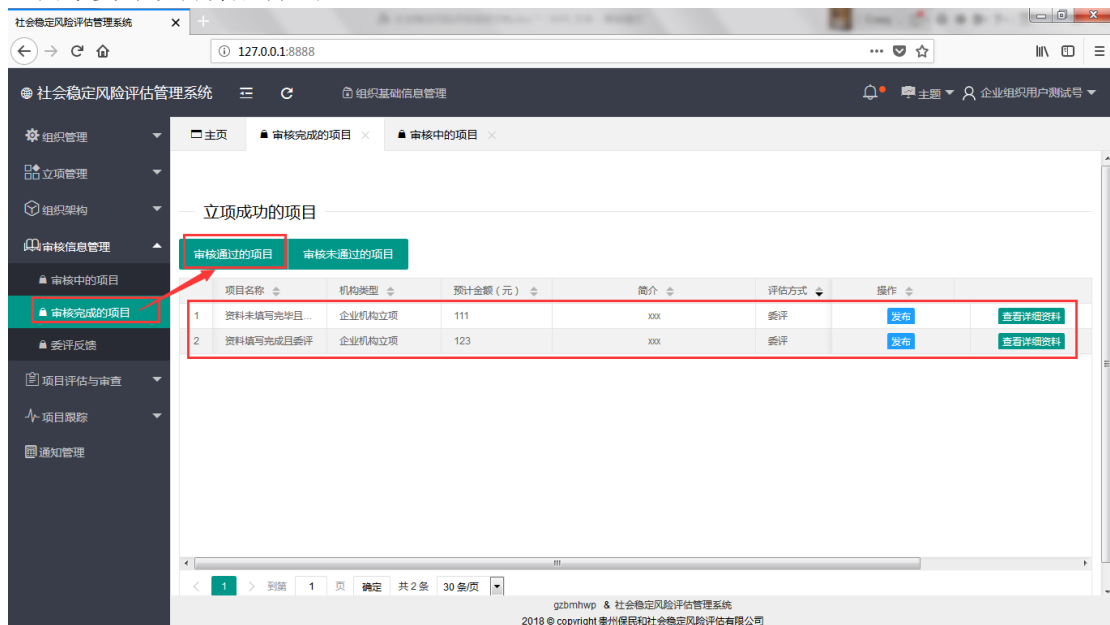 社会稳定风险评估管理系统
127.0.0.1:8888
社会稳定风险评估管理系统
组织基础信息管理
主题
企业组织用户测试号
组织管理
立项管理
组织架构
审核信息管理
审核中的项目
审核完成的项目
委评反馈
项目评估与审查
项目跟踪
通知管理
主页 审核完成的项目 审核中的项目
立项成功的项目
审核通过的项目 审核未通过的项目
项目名称 机构类型 预计金额(元) 简介 评估方式 操作
1 资料未填写完毕且... 企业机构立项 111 xxx 委评 发布 查看详细资料
2 资料填写完成且委评 企业机构立项 123 xxx 委评 发布 查看详细资料
1 到第 1 页 确定 共 2 条 30 条/页
gzbmhwp & 社会稳定风险评估管理系统
2018 © copyright 贵州保民和社会稳定风险评估有限公司